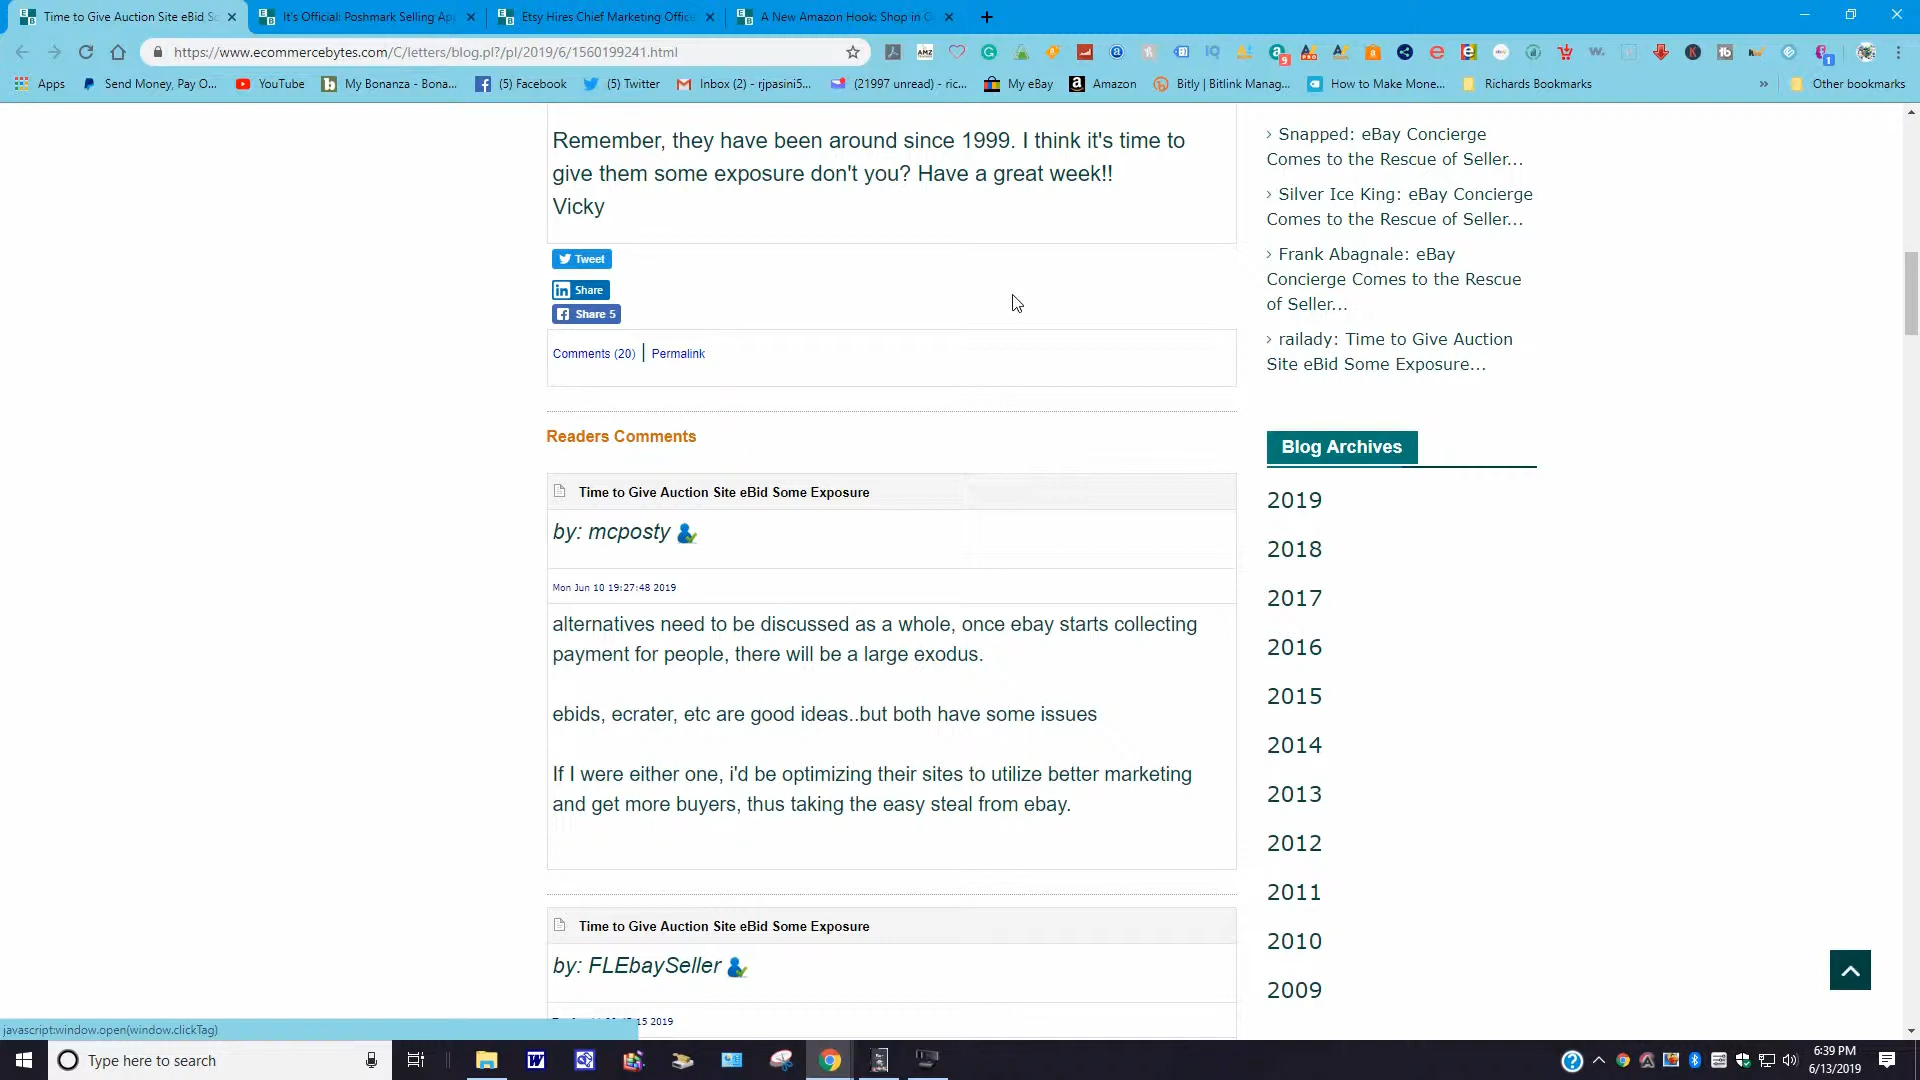 Time to Give Auction Site eBid S
It's Official: Poshmark Selling Ap
Etsy Hires Chief Marketing Office
A New Amazon Hook: Shop in
https://www.ecommercebytes.com/C/letters/blog.pl?/pl/2019/6/1560199241.html
Apps
Send Money, Pay O...
YouTube
My Bonanza - Bona...
(5) Facebook
(5) Twitter
Inbox (2) - rjpasini5...
(21997 unread) - ric...
My eBay
Amazon
Bitly | Bitlink Manag...
How to Make Mone...
Richards Bookmarks
Other bookmarks
Remember, they have been around since 1999. I think it's time to
give them some exposure don't you? Have a great week!!
Vicky
Tweet
Share
Share 5
Comments (20) | Permalink
Readers Comments
Time to Give Auction Site eBid Some Exposure
by: mcposty
Mon Jun 10 19:27:48 2019
alternatives need to be discussed as a whole, once ebay starts collecting
payment for people, there will be a large exodus.
ebids, ecrater, etc are good ideas..but both have some issues
If I were either one, i'd be optimizing their sites to utilize better marketing
and get more buyers, thus taking the easy steal from ebay.
Time to Give Auction Site eBid Some Exposure
by: FLEbaySeller
15 2019
› Snapped: eBay Concierge
Comes to the Rescue of Seller...
› Silver Ice King: eBay Concierge
Comes to the Rescue of Seller...
› Frank Abagnale: eBay
Concierge Comes to the Rescue
of Seller...
› railady: Time to Give Auction
Site eBid Some Exposure...
Blog Archives
2019
2018
2017
2016
2015
2014
2013
2012
2011
2010
2009
javascript:window.open(window.clickTag)
Type here to search
6:39 PM
6/13/2019